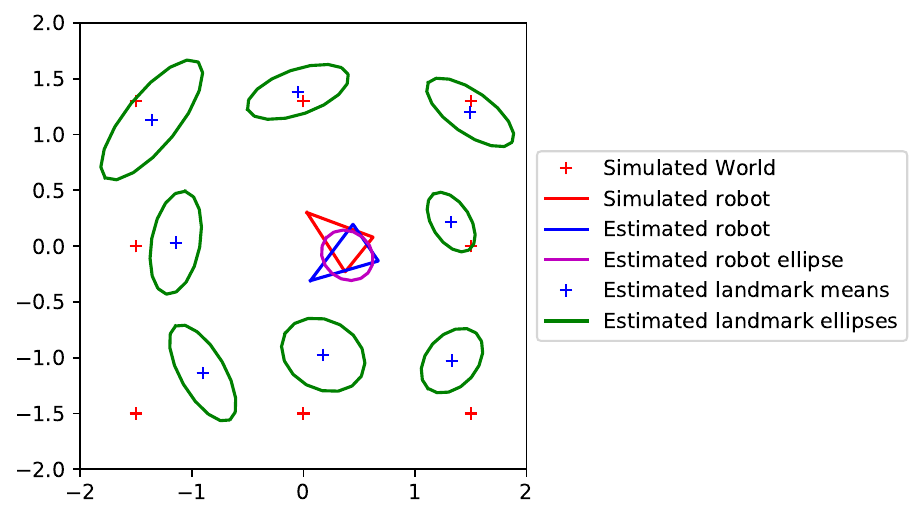 2.0
1.5
1.0
0.5
0.0
−0.5
−1.0
−1.5
−2.0
−2
−1
0
1
2
Simulated World
Simulated robot
Estimated robot
Estimated robot ellipse
Estimated landmark means
Estimated landmark ellipses